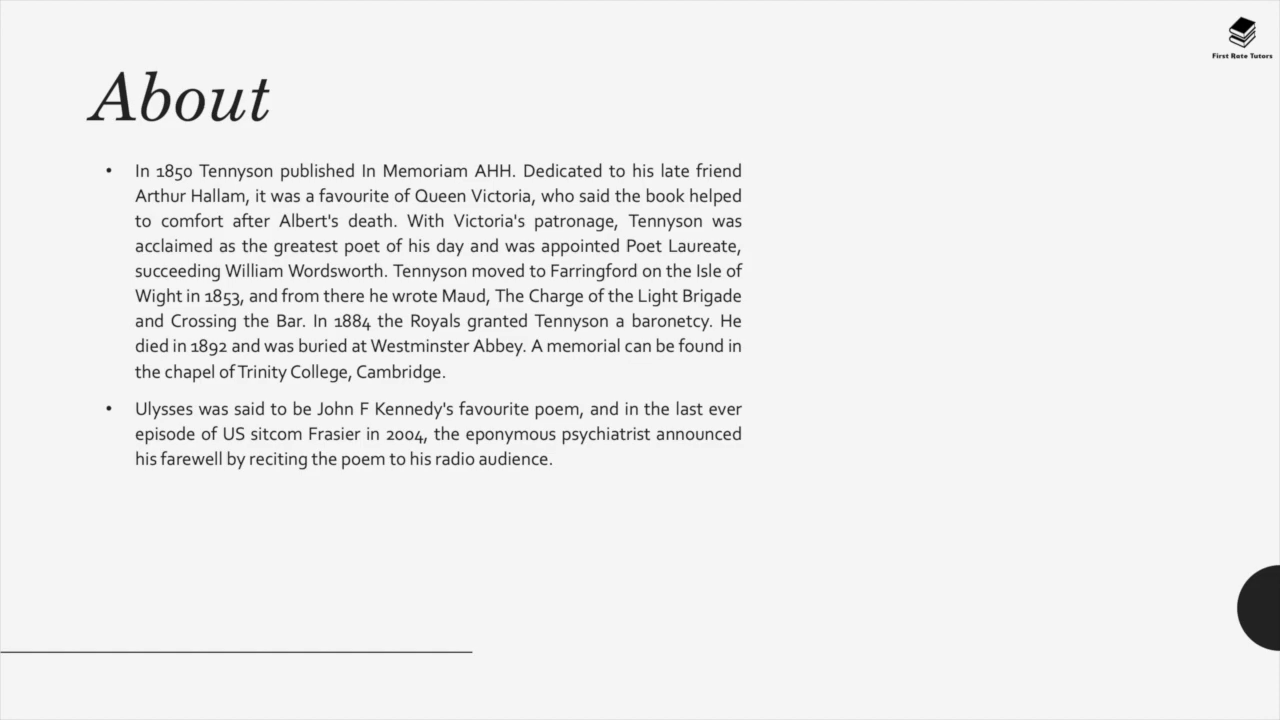 First Rate Tutors
About
• In 1850 Tennyson published In Memoriam AHH. Dedicated to his late friend
Arthur Hallam, it was a favourite of Queen Victoria, who said the book helped
to comfort after Albert's death. With Victoria's patronage, Tennyson was
acclaimed as the greatest poet of his day and was appointed Poet Laureate,
succeeding William Wordsworth. Tennyson moved to Farringford on the Isle of
Wight in 1853, and from there he wrote Maud, The Charge of the Light Brigade
and Crossing the Bar. In 1884 the Royals granted Tennyson a baronetcy. He
died in 1892 and was buried at Westminster Abbey. A memorial can be found in
the chapel of Trinity College, Cambridge.
• Ulysses was said to be John F Kennedy's favourite poem, and in the last ever
episode of US sitcom Frasier in 2004, the eponymous psychiatrist announced
his farewell by reciting the poem to his radio audience.